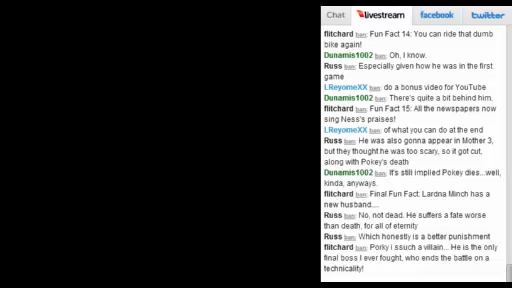 Chat livestream facebook twitter
flitchard ban: Fun Fact 14: You can ride that dumb
bike again!
Dunamis1002 ban: Oh, I know.
Russ ban: Especially given how he was in the first
game
LReyomeXX ban: do a bonus video for YouTube
Dunamis1002 ban: There's quite a bit behind him.
flitchard ban: Fun Fact 15: All the newspapers now
sing Ness's praises!
LReyomeXX ban: of what you can do at the end
Russ ban: He was also gonna appear in Mother 3,
but they thought he was too scary, so it got cut,
along with Pokey's death
Dunamis1002 ban: It's still implied Pokey dies...well,
kinda, anyways.
flitchard ban: Final Fun Fact: Lardna Minch has a
new husband....
Russ ban: No, not dead. He suffers a fate worse
than death, for all of eternity
Russ ban: Which honestly is a better punishment
flitchard ban: Porky i ssuch a villain... He is the only
final boss I ever fought, who ends the battle on a
technicality!